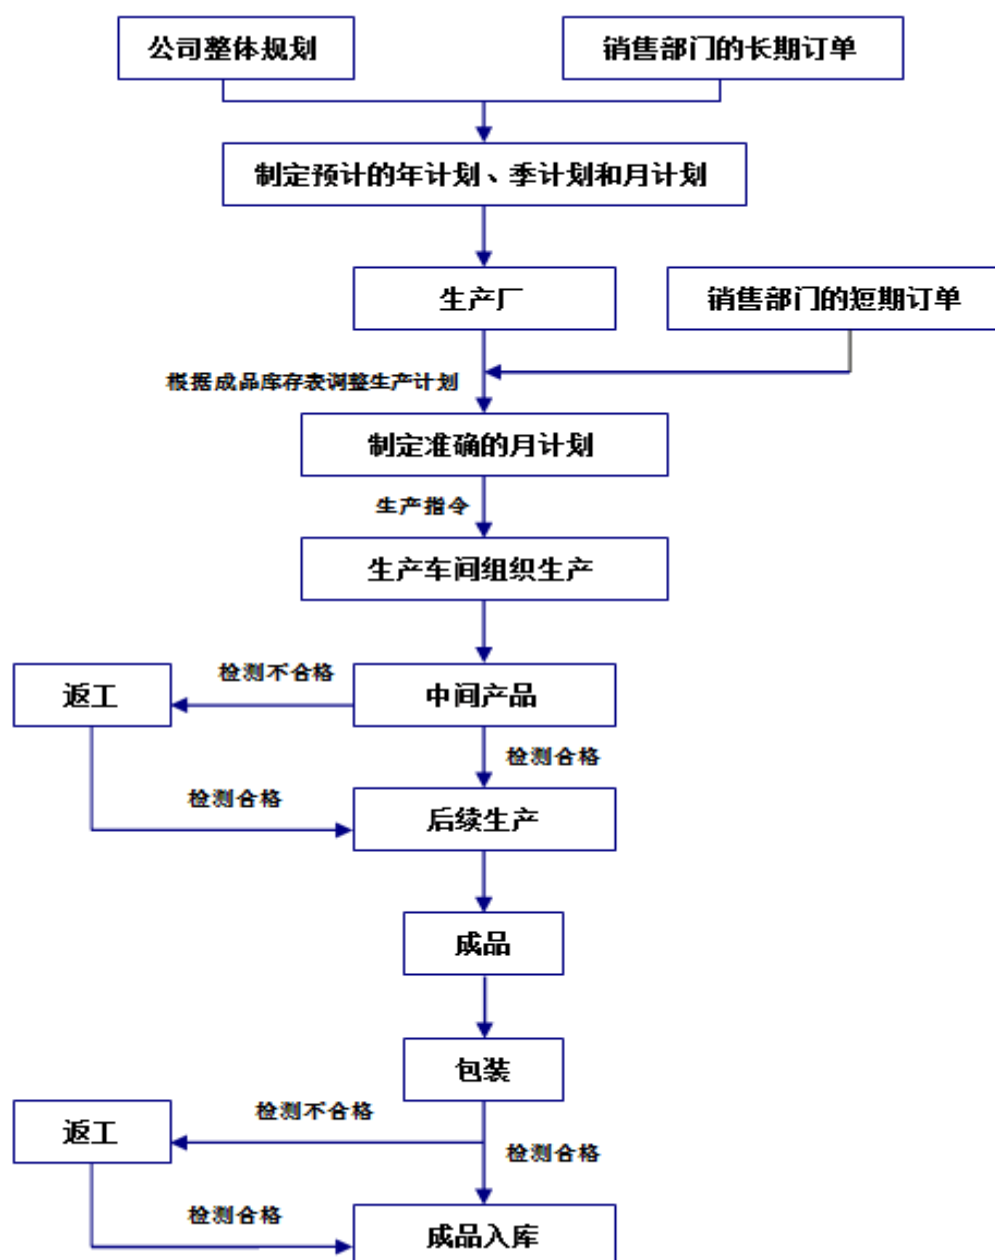 公司整体规划
销售部门的长期订单
制定预计的年计划、季计划和月计划
生产厂
销售部门的短期订单
根据成品库存表调整生产计划
制定准确的月计划
生产指令
生产车间组织生产
检测不合格
返工
中间产品
检测合格
检测合格
后续生产
成品
包装
检测不合格
返工
检测合格
检测合格
成品入库